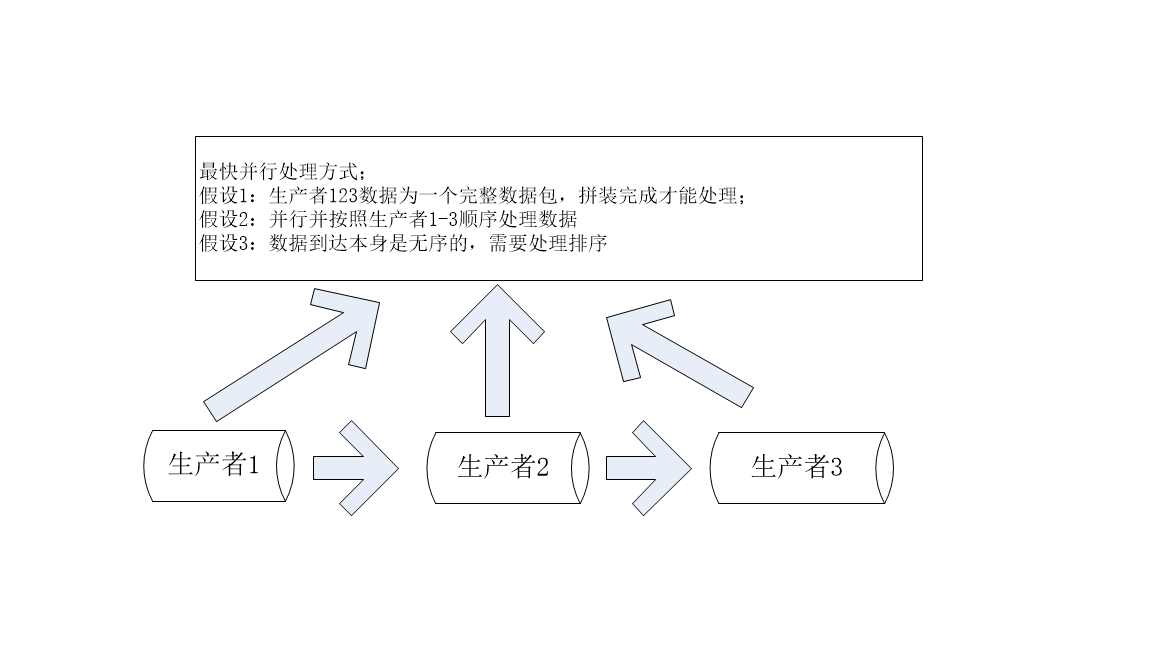 最快并行处理方式；
假设1：生产者123数据为一个完整数据包，拼装完成才能处理；
假设2：并行并按照生产者1-3顺序处理数据
假设3：数据到达本身是无序的，需要处理排序
生产者1
生产者2
生产者3